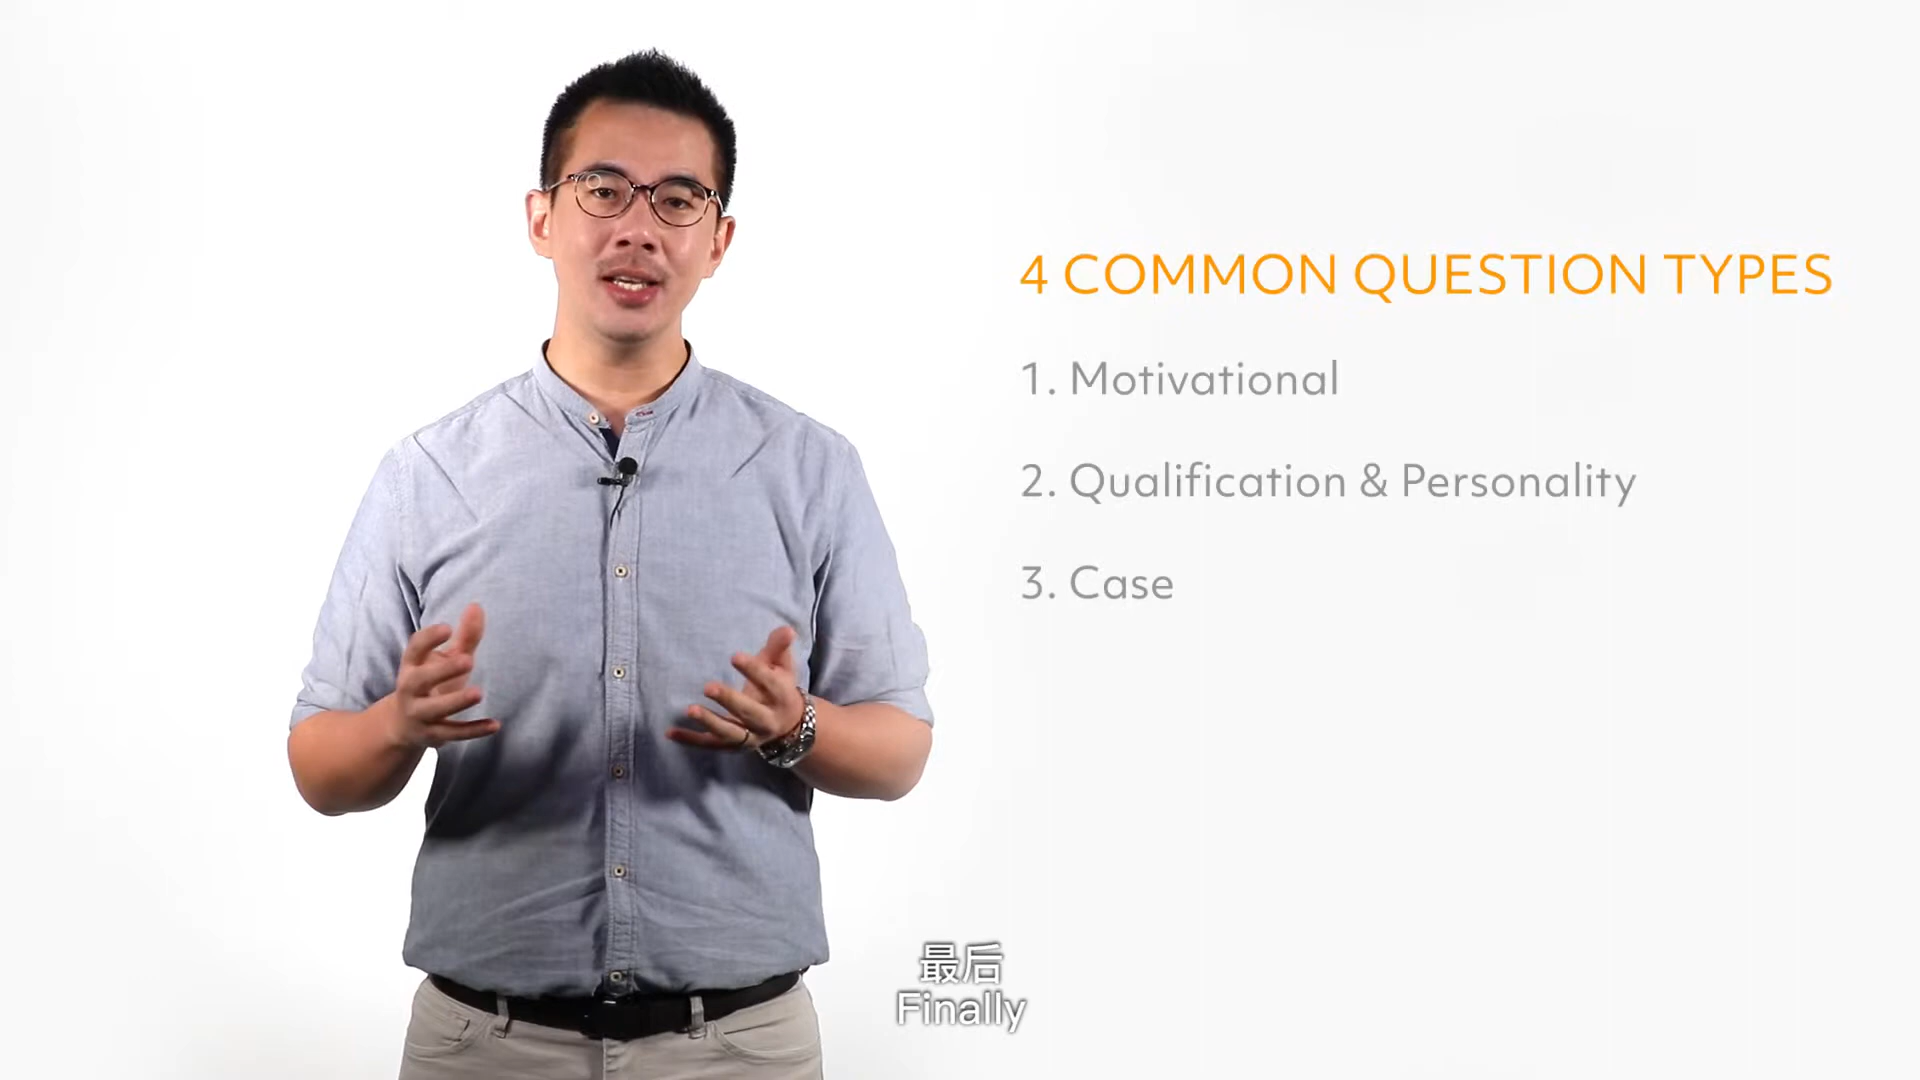 4 COMMON QUESTION TYPES
1. Motivational
2. Qualification & Personality
3. Case
最后
Finally